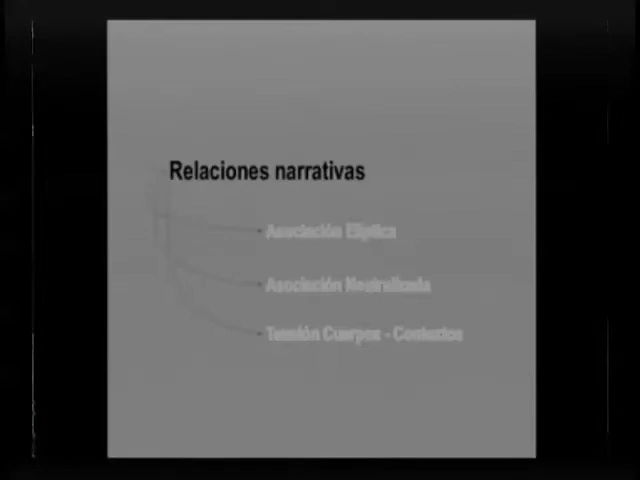 Relaciones narrativas
Asociación Elíptica
Asociación Neutralizada
Tensión Cuerpos - Contextos